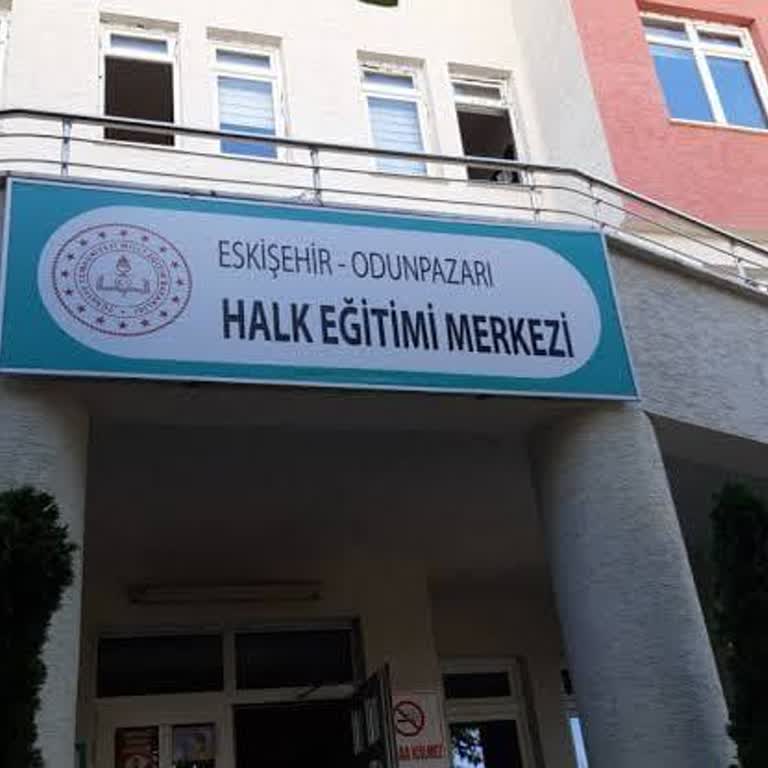 ESKİŞEHİR - ODUNPAZARI
HALK EĞİTİMİ MERKEZİ